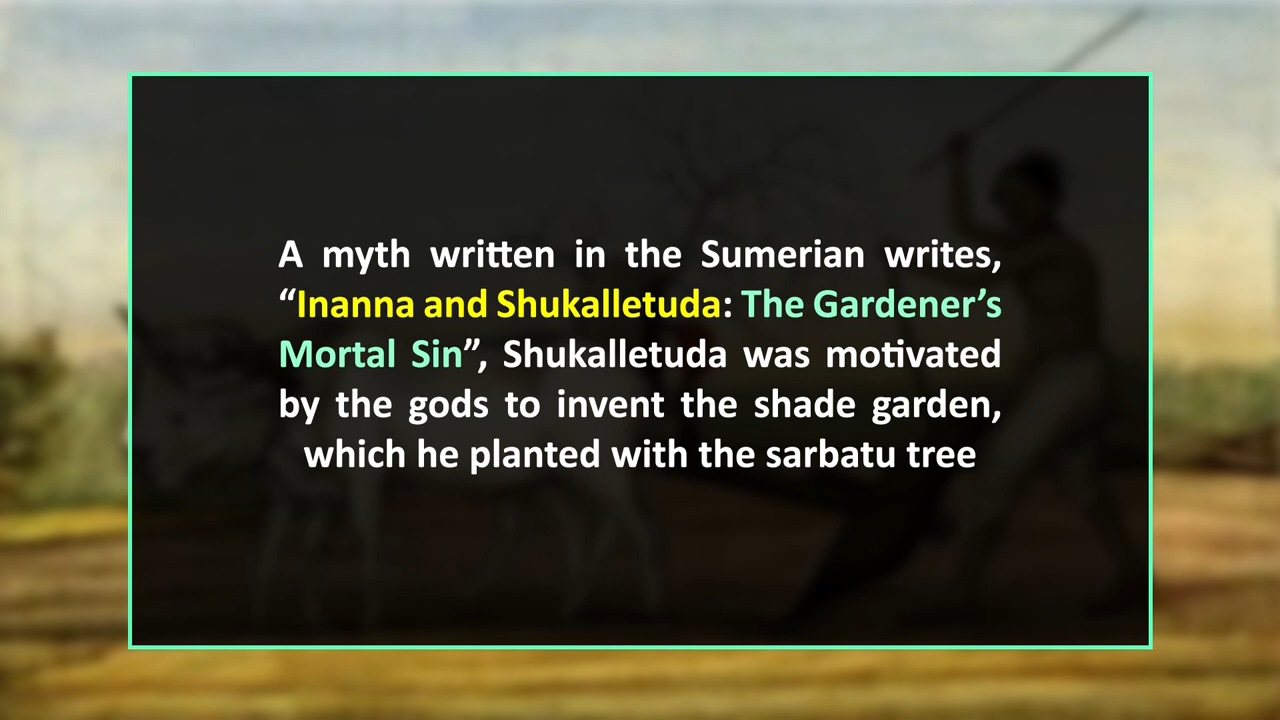 A myth written in the Sumerian writes,
“Inanna and Shukalletuda: The Gardener’s
Mortal Sin”, Shukalletuda was motivated
by the gods to invent the shade garden,
which he planted with the sarbatu tree